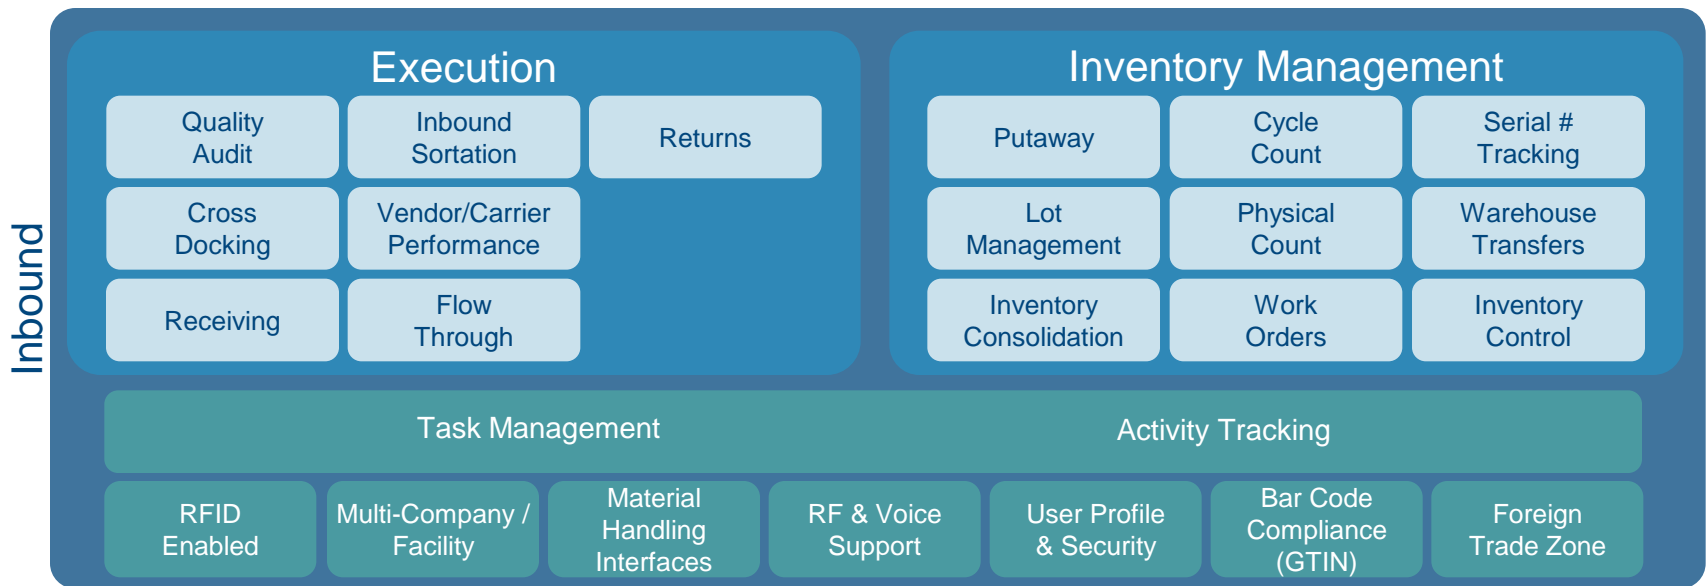 Inbound
Execution
Quality
Audit
Inbound
Sortation
Returns
Cross
Docking
Vendor/Carrier
Performance
Receiving
Flow
Through
Inventory Management
Putaway
Cycle
Count
Serial #
Tracking
Lot
Management
Physical
Count
Warehouse
Transfers
Inventory
Consolidation
Work
Orders
Inventory
Control
Task Management
Activity Tracking
RFID
Enabled
Multi-Company /
Facility
Material
Handling
Interfaces
RF & Voice
Support
User Profile
& Security
Bar Code
Compliance
(GTIN)
Foreign
Trade Zone